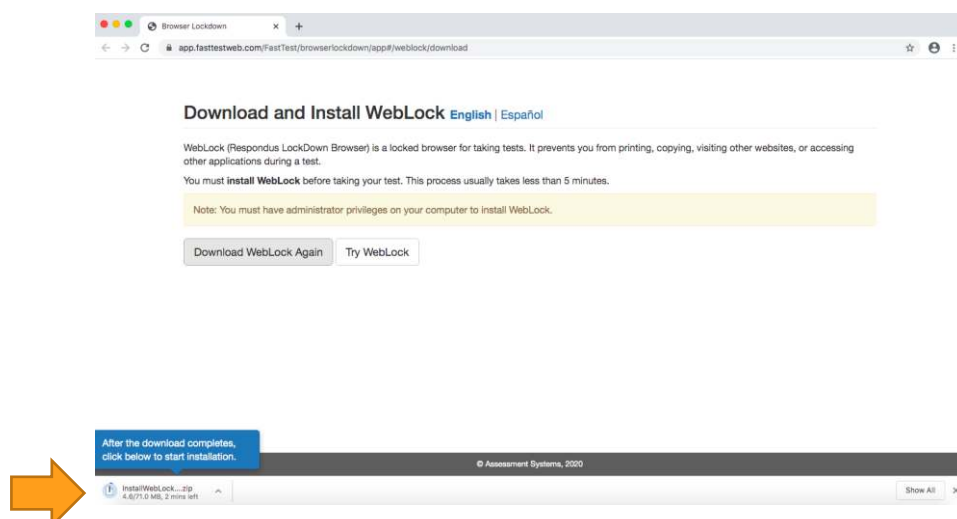 Browser Lockdown
app.fasttestweb.com/FastTest/browserlockdown/app#/weblock/download
Download and Install WebLock English | Español
WebLock (Respondus LockDown Browser) is a locked browser for taking tests. It prevents you from printing, copying, visiting other websites, or accessing
other applications during a test.
You must install WebLock before taking your test. This process usually takes less than 5 minutes.
Note: You must have administrator privileges on your computer to install WebLock.
Download WebLock Again Try WebLock
After the download completes,
click below to start installation.
© Assessment Systems, 2020
InstallWebLock....zip
4.8/71.0 MB, 2 mins left
Show All